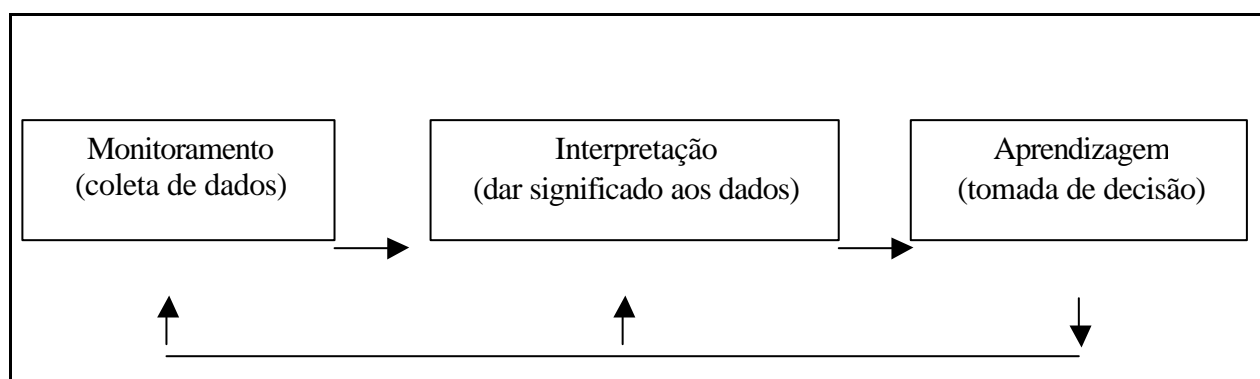 Monitoramento
(coleta de dados)
Interpretação
(dar significado aos dados)
Aprendizagem
(tomada de decisão)